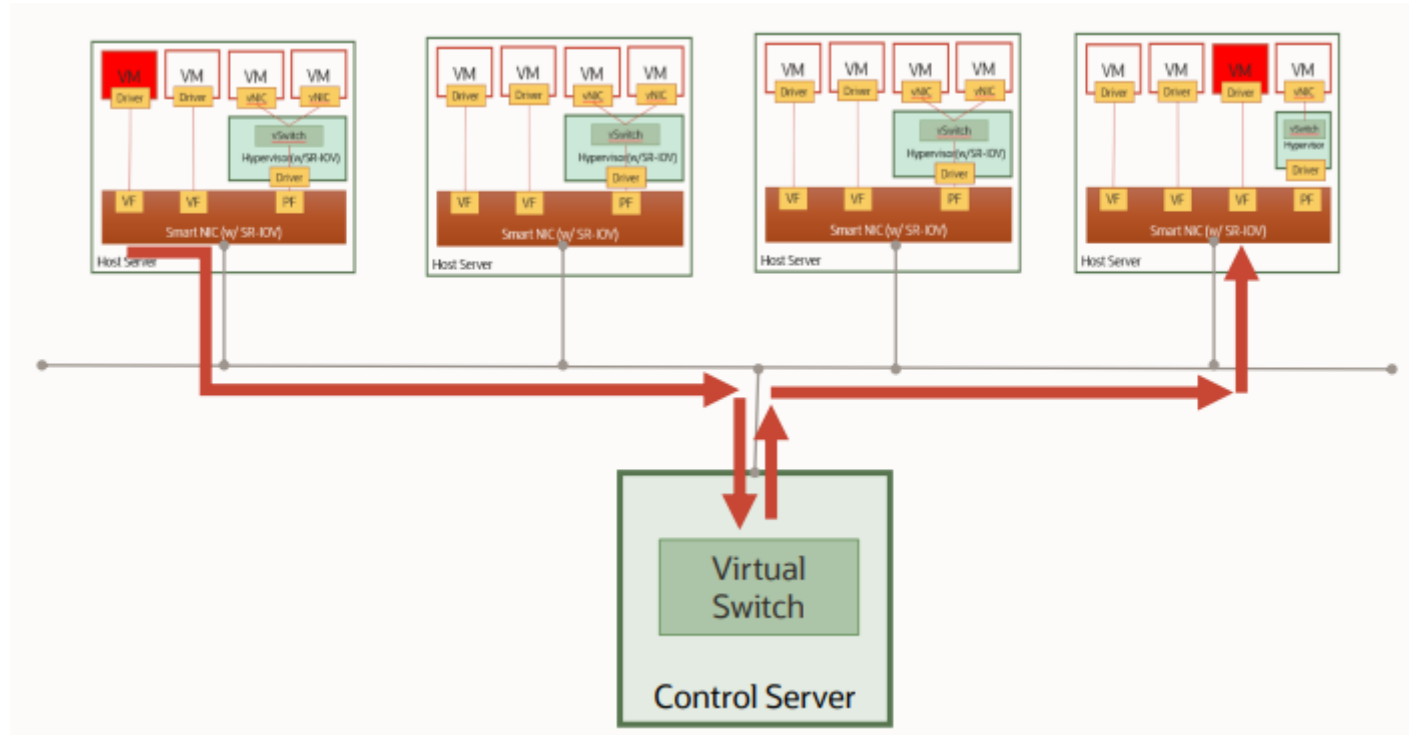 VM VM VM VM
Driver Driver vNIC vNIC
vSwitch
Hypervisor(w/SR-IOV)
Driver
VF VF PF
Smart NIC (w/ SR-IOV)
Host Server
VM VM VM VM
Driver Driver vNIC vNIC
vSwitch
Hypervisor(w/SR-IOV)
Driver
VF VF PF
Smart NIC (w/ SR-IOV)
Host Server
VM VM VM VM
Driver Driver vNIC vNIC
vSwitch
Hypervisor(w/SR-IOV)
Driver
VF VF PF
Smart NIC (w/ SR-IOV)
Host Server
VM VM VM VM
Driver Driver Driver vNIC
vSwitch
Hypervisor
Driver
VF VF VF PF
Smart NIC (w/ SR-IOV)
Host Server
Virtual
Switch
Control Server